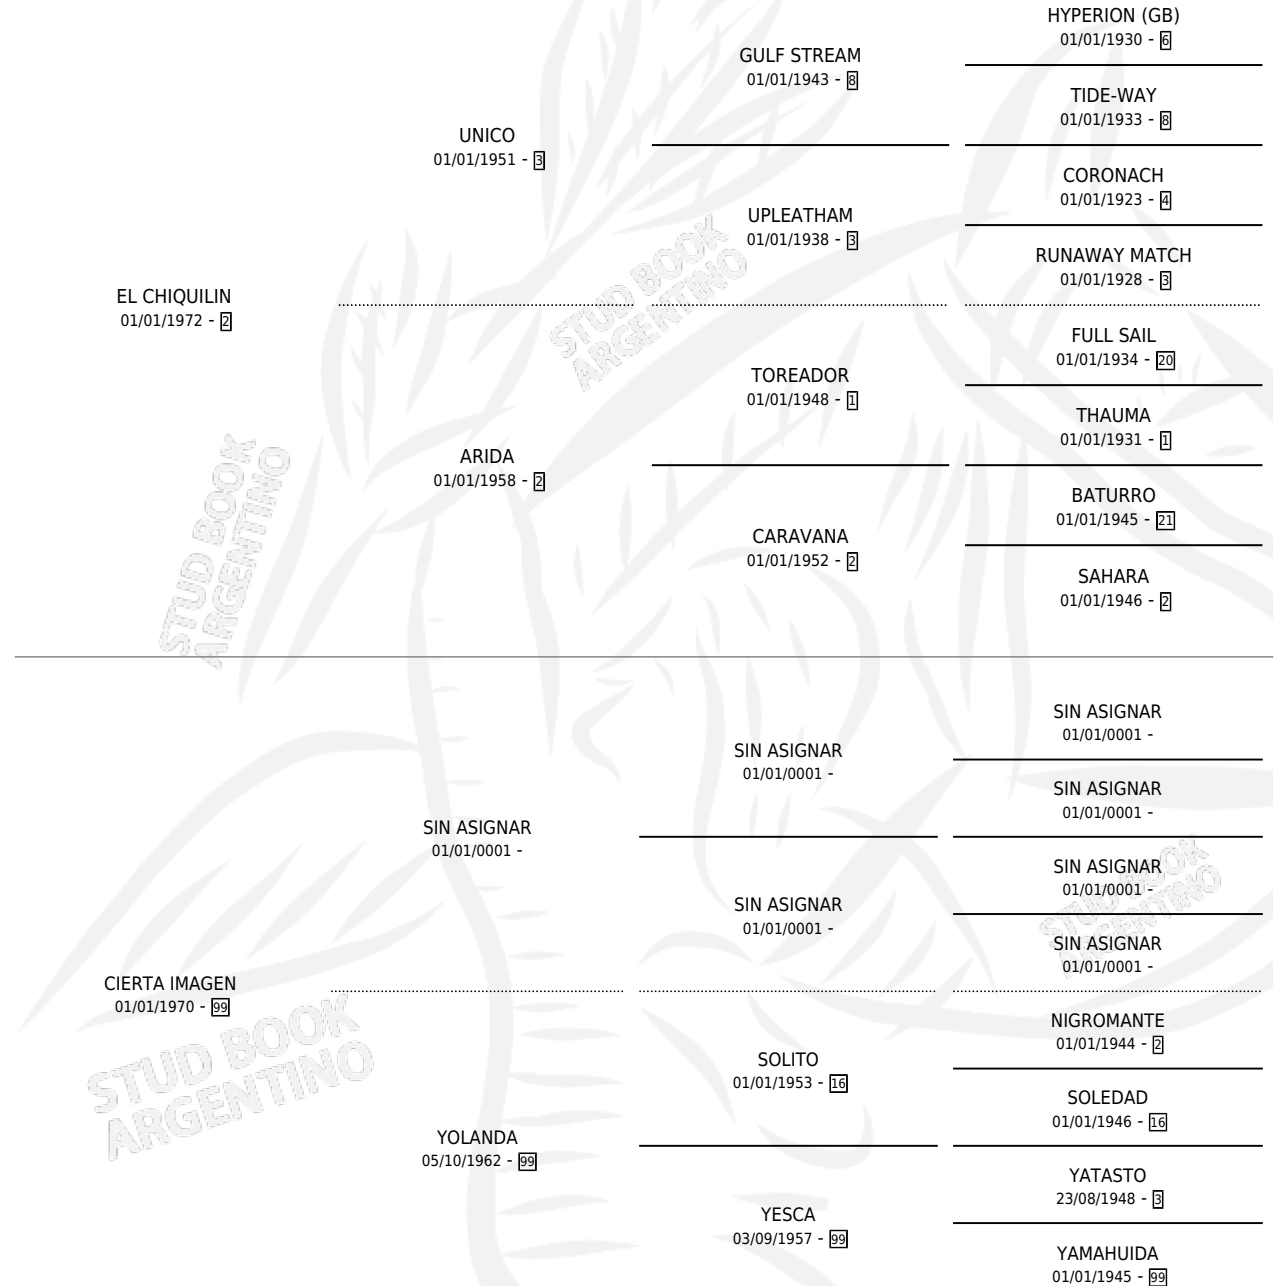 HYPERION (GB)
01/01/1930 - 6
GULF STREAM
01/01/1943 - 8
TIDE-WAY
01/01/1933 - 8
UNICO
01/01/1951 - 3
CORONACH
01/01/1923 - 4
UPLEATHAM
01/01/1938 - 3
RUNAWAY MATCH
01/01/1928 - 3
EL CHIQUILIN
01/01/1972 - 2
FULL SAIL
01/01/1934 - 20
TOREADOR
01/01/1948 - 1
THAUMA
01/01/1931 - 1
ARIDA
01/01/1958 - 2
BATURRO
01/01/1945 - 21
CARAVANA
01/01/1952 - 2
SAHARA
01/01/1946 - 2
STUD BOOK
ARGENTINO
STUD BOOK
ARGENTINO
SIN ASIGNAR
01/01/0001 -
SIN ASIGNAR
01/01/0001 -
SIN ASIGNAR
01/01/0001 -
SIN ASIGNAR
01/01/0001 -
SIN ASIGNAR
01/01/0001 -
SIN ASIGNAR
01/01/0001 -
SIN ASIGNAR
01/01/0001 -
STUD BOOK
ARGENTINO
CIERTA IMAGEN
01/01/1970 - 99
NIGROMANTE
01/01/1944 - 2
SOLITO
01/01/1953 - 16
SOLEDAD
01/01/1946 - 16
YOLANDA
05/10/1962 - 99
YATASTO
23/08/1948 - 3
YESCA
03/09/1957 - 99
YAMAHUIDA
01/01/1945 - 99
STUD BOOK
ARGENTINO